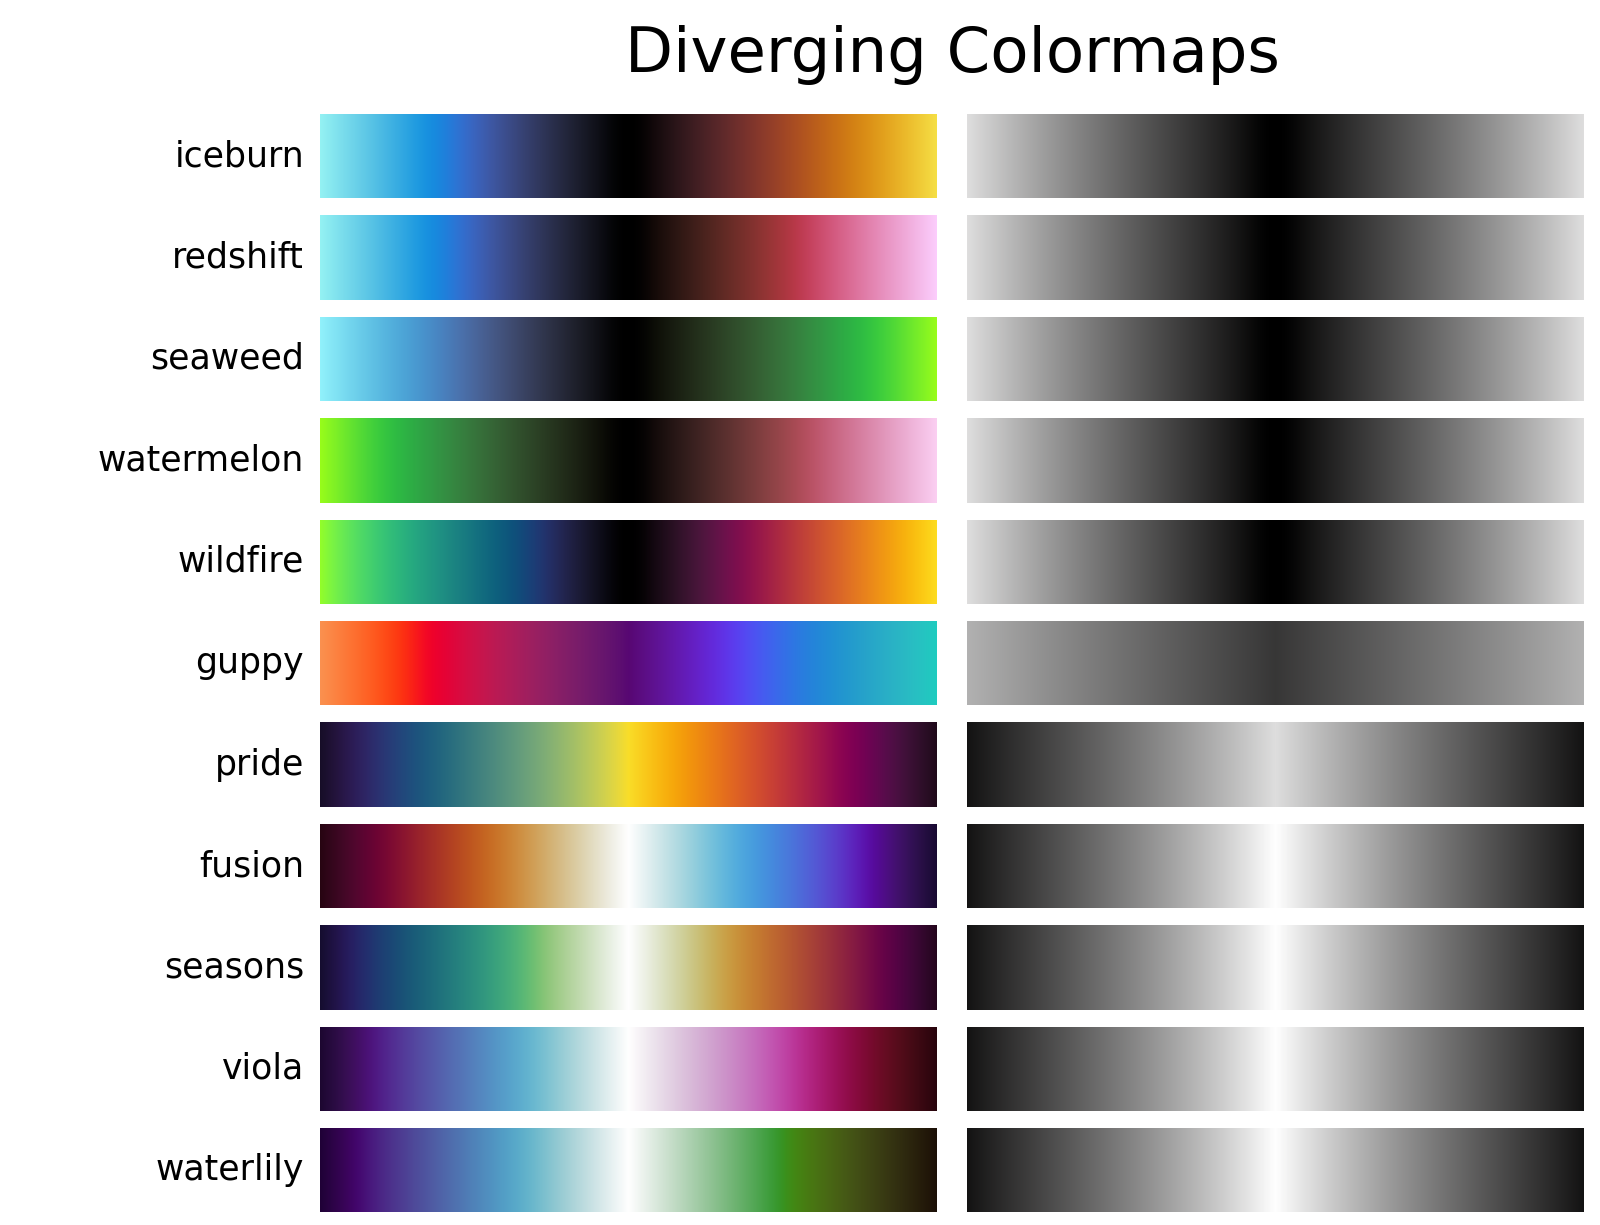 Diverging Colormaps
iceburn
redshift
seaweed
watermelon
wildfire
guppy
pride
fusion
seasons
viola
waterlily